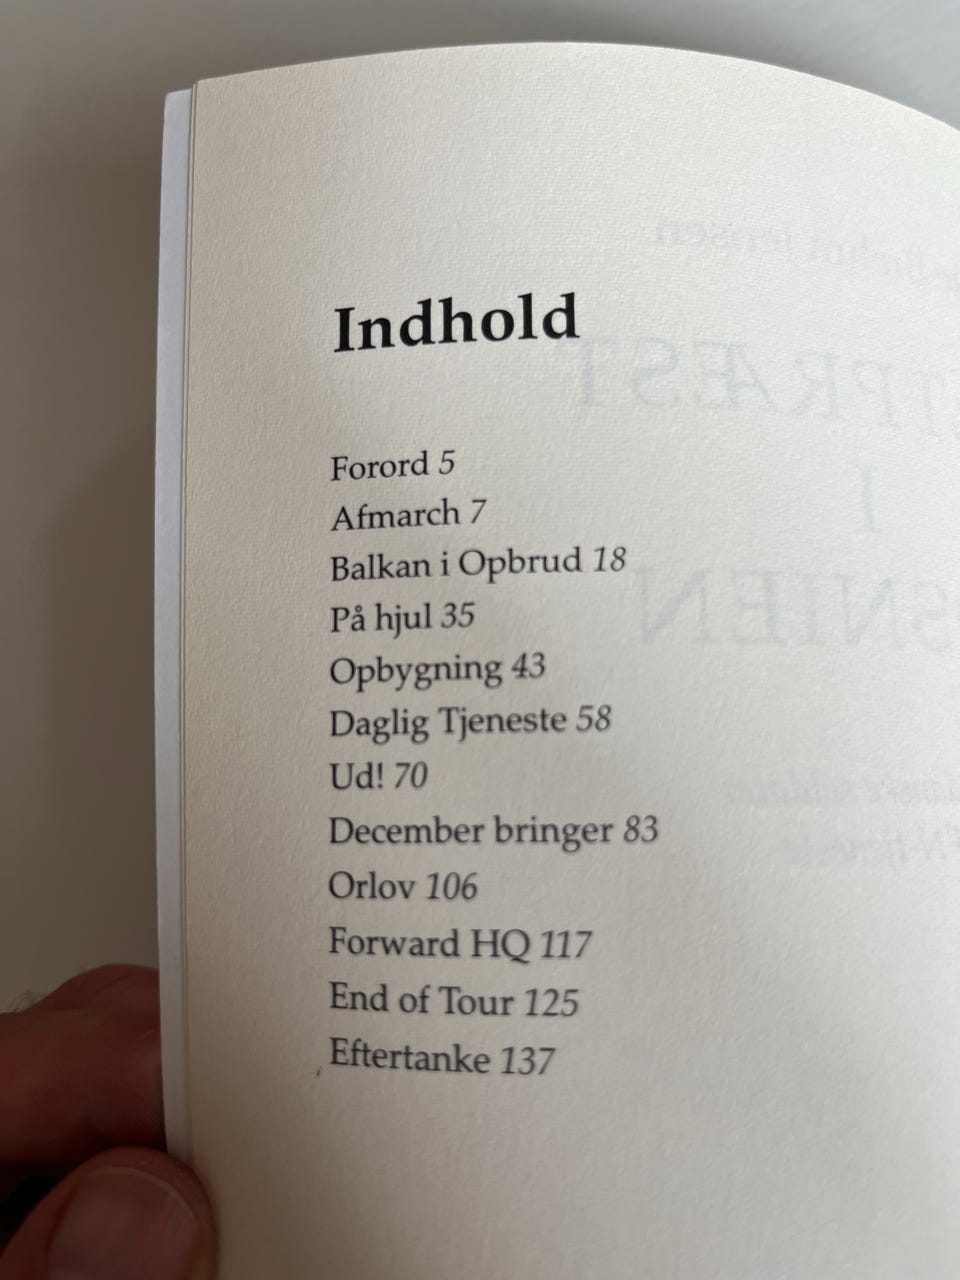 Indhold
Forord 5
Afmarch 7
Balkan i Opbrud 18
På hjul 35
Opbygning 43
Daglig Tjeneste 58
Ud! 70
December bringer 83
Orlov 106
Forward HQ 117
End of Tour 125
Eftertanke 137